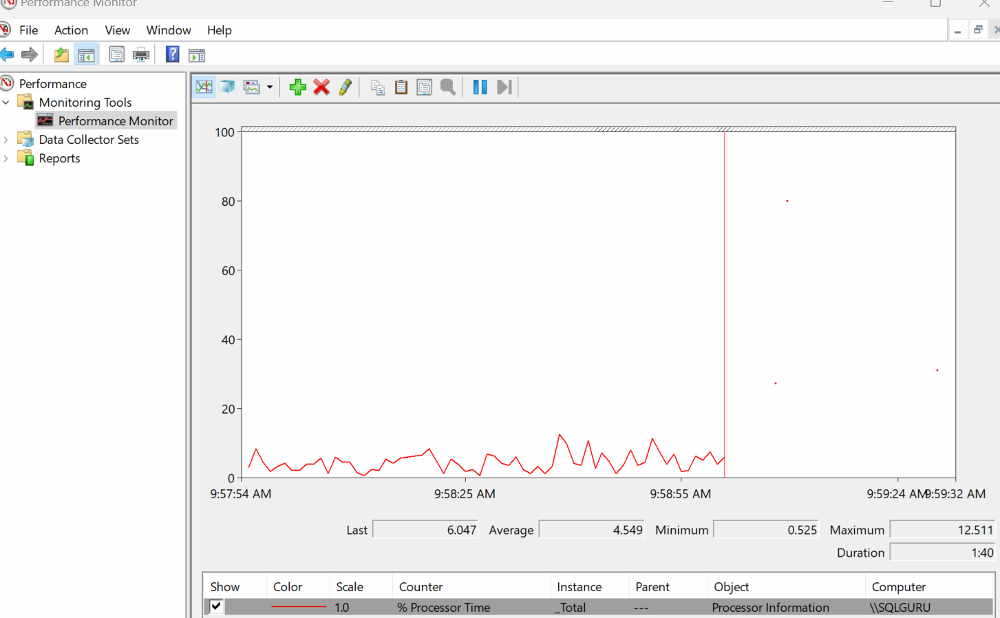 Performance Monitor
File Action View Window Help
Performance
Monitoring Tools
Performance Monitor
Data Collector Sets
Reports
100
80
60
40
20
0
9:57:54 AM 9:58:25 AM 9:58:55 AM 9:59:24 AM 9:59:32 AM
Last 6.047 Average 4.549 Minimum 0.525 Maximum 12.511
Duration 1:40
Show Color Scale Counter Instance Parent Object Computer
1.0 % Processor Time _Total --- Processor Information \\SQLGURU